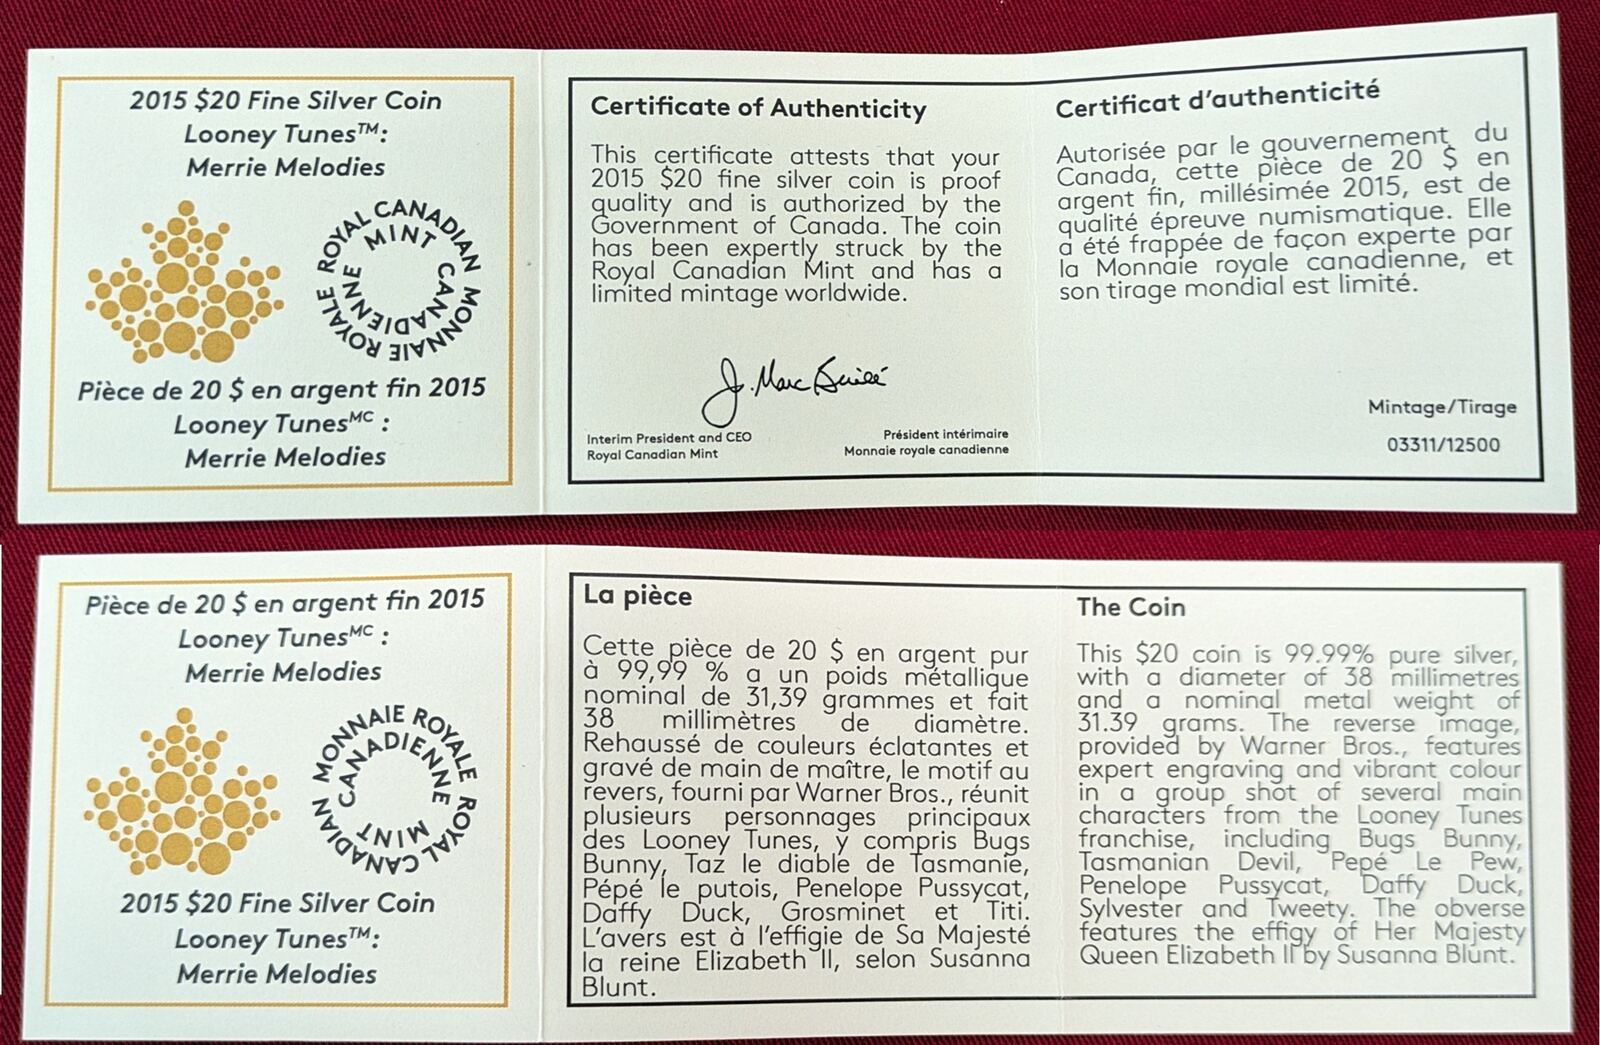 2015 $20 Fine Silver Coin
Looney Tunes™:
Merrie Melodies
ROYAL CANADIAN MINT
MONNAIE ROYALE CANADIENNE
Pièce de 20 $ en argent fin 2015
Looney Tunesᴹᶜ :
Merrie Melodies
Certificate of Authenticity
This certificate attests that your
2015 $20 fine silver coin is proof
quality and is authorized by the
Government of Canada. The coin
has been expertly struck by the
Royal Canadian Mint and has a
limited mintage worldwide.
Interim President and CEO
Royal Canadian Mint
Président intérimaire
Monnaie royale canadienne
Certificat d'authenticité
Autorisée par le gouvernement du
Canada, cette pièce de 20 $ en
argent fin, millésimée 2015, est de
qualité épreuve numismatique. Elle
a été frappée de façon experte par
la Monnaie royale canadienne, et
son tirage mondial est limité.
Mintage/Tirage
03311/12500
Pièce de 20 $ en argent fin 2015
Looney Tunesᴹᶜ :
Merrie Melodies
MONNAIE ROYALE CANADIENNE
ROYAL CANADIAN MINT
2015 $20 Fine Silver Coin
Looney Tunes™:
Merrie Melodies
La pièce
Cette pièce de 20 $ en argent pur
à 99,99 % a un poids métallique
nominal de 31,39 grammes et fait
38 millimètres de diamètre.
Rehaussé de couleurs éclatantes et
gravé de main de maître, le motif au
revers, fourni par Warner Bros., réunit
plusieurs personnages principaux
des Looney Tunes, y compris Bugs
Bunny, Taz le diable de Tasmanie,
Pépé le putois, Penelope Pussycat,
Daffy Duck, Grosminet et Titi.
L'avers est à l'effigie de Sa Majesté
la reine Elizabeth II, selon Susanna
Blunt.
The Coin
This $20 coin is 99.99% pure silver,
with a diameter of 38 millimetres
and a nominal metal weight of
31.39 grams. The reverse image,
provided by Warner Bros., features
expert engraving and vibrant colour
in a group shot of several main
characters from the Looney Tunes
franchise, including Bugs Bunny,
Tasmanian Devil, Pepé Le Pew,
Penelope Pussycat, Daffy Duck,
Sylvester and Tweety. The obverse
features the effigy of Her Majesty
Queen Elizabeth II by Susanna Blunt.